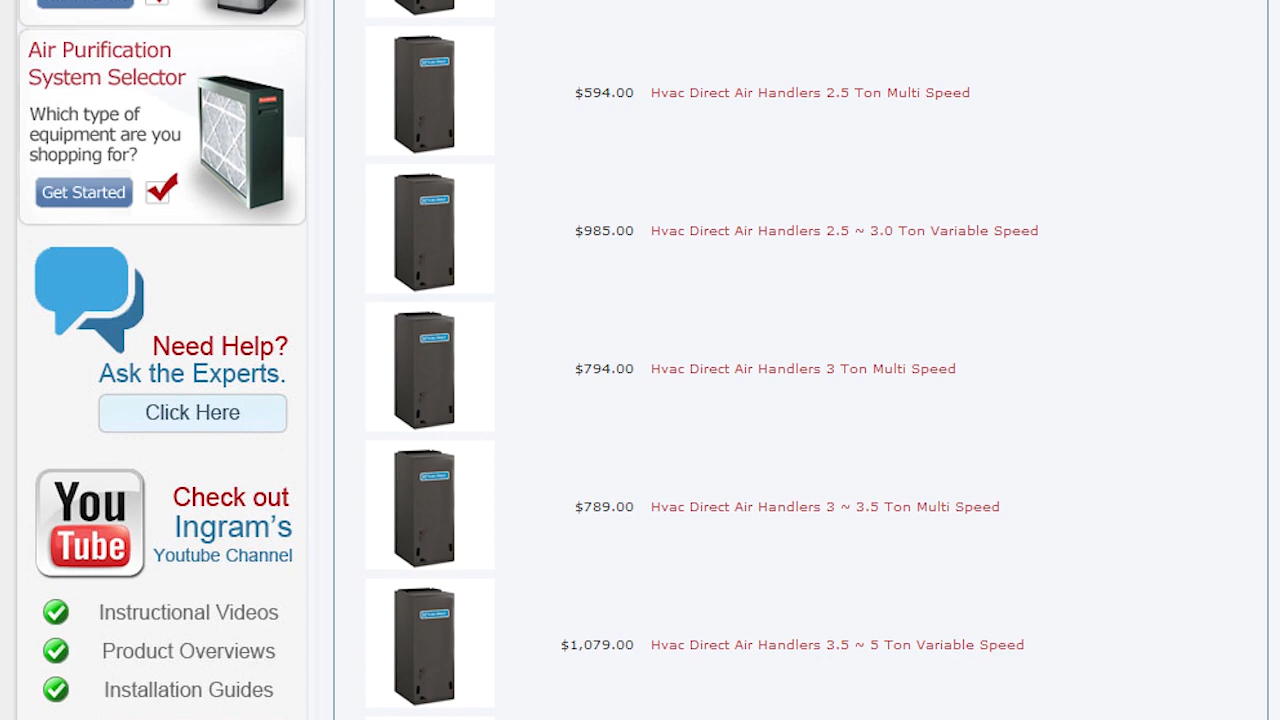 Air Purification
System Selector
Which type of
equipment are you
shopping for?
Get Started
Need Help?
Ask the Experts.
Click Here
You
Tube
Check out
Ingram's
Youtube Channel
Instructional Videos
Product Overviews
Installation Guides
$594.00 Hvac Direct Air Handlers 2.5 Ton Multi Speed
$985.00 Hvac Direct Air Handlers 2.5 ~ 3.0 Ton Variable Speed
$794.00 Hvac Direct Air Handlers 3 Ton Multi Speed
$789.00 Hvac Direct Air Handlers 3 ~ 3.5 Ton Multi Speed
$1,079.00 Hvac Direct Air Handlers 3.5 ~ 5 Ton Variable Speed